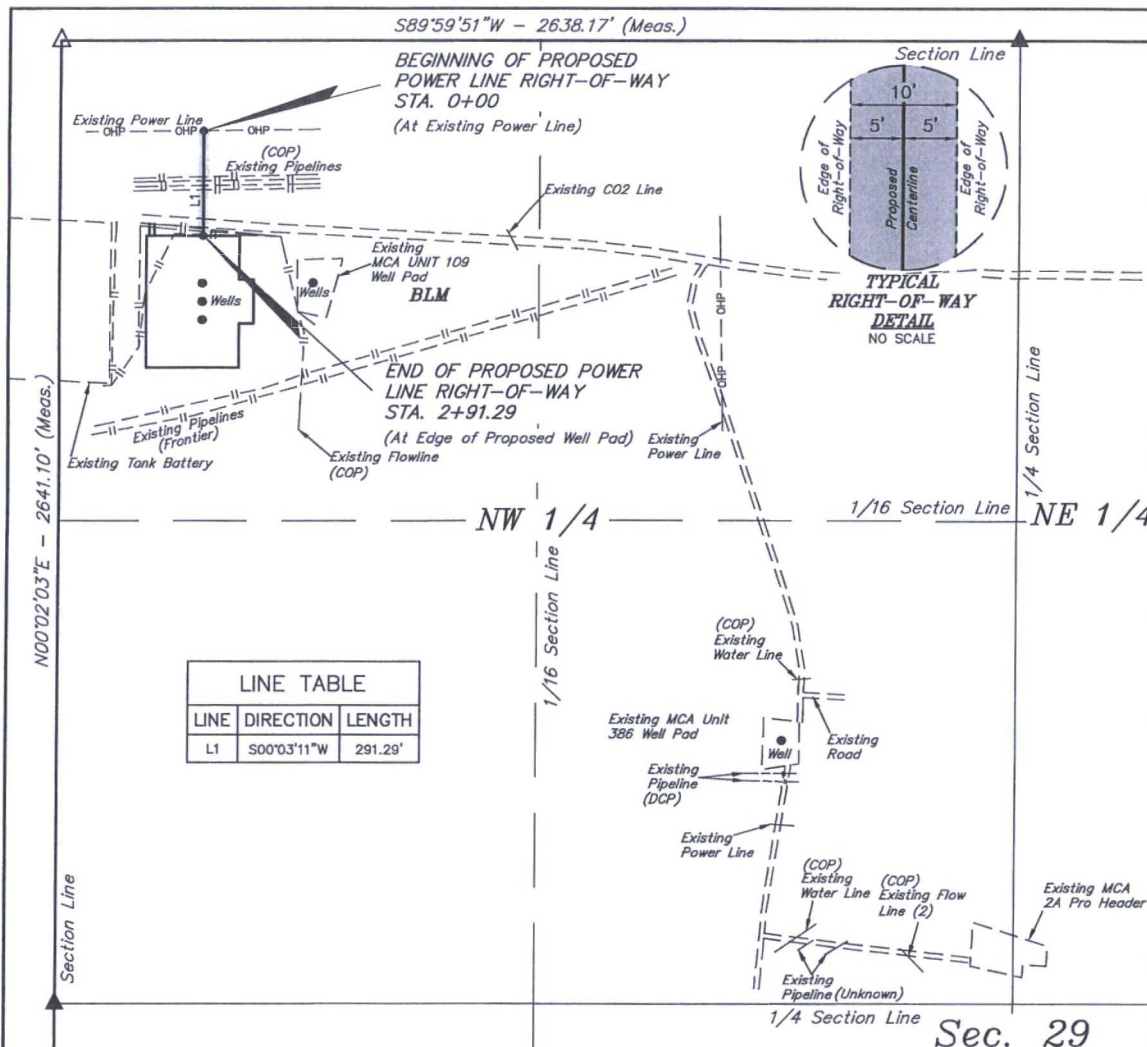 S89°59'51"W - 2638.17' (Meas.)
BEGINNING OF PROPOSED
POWER LINE RIGHT-OF-WAY
STA. 0+00
(At Existing Power Line)
Section Line
10'
5' 5'
Edge of
Right-of-Way
Proposed
Centerline
Edge of
Right-of-Way
TYPICAL
RIGHT-OF-WAY
DETAIL
NO SCALE
Existing Power Line
OHP OHP OHP
(COP)
Existing Pipelines
L1
Existing CO2 Line
Existing
MCA UNIT 109
Well Pad
Wells
Wells
BLM
OHP
OHP
END OF PROPOSED POWER
LINE RIGHT-OF-WAY
STA. 2+91.29
(At Edge of Proposed Well Pad)
Existing Pipelines
(Frontier)
Existing Tank Battery
Existing Flowline
(COP)
Existing
Power Line
1/4 Section Line
N00°02'03"E - 2641.10' (Meas.)
NW 1/4
1/16 Section Line
NE 1/4
1/16 Section Line
LINE TABLE
LINE DIRECTION LENGTH
L1 S00°03'11"W 291.29'
(COP)
Existing
Water Line
Existing MCA Unit
386 Well Pad
Well
Existing
Road
Existing
Pipeline
(DCP)
Existing
Power Line
(COP)
Existing
Water Line
(COP)
Existing Flow
Line (2)
Existing MCA
2A Pro Header
Existing
Pipeline (Unknown)
Section Line
1/4 Section Line
Sec. 29